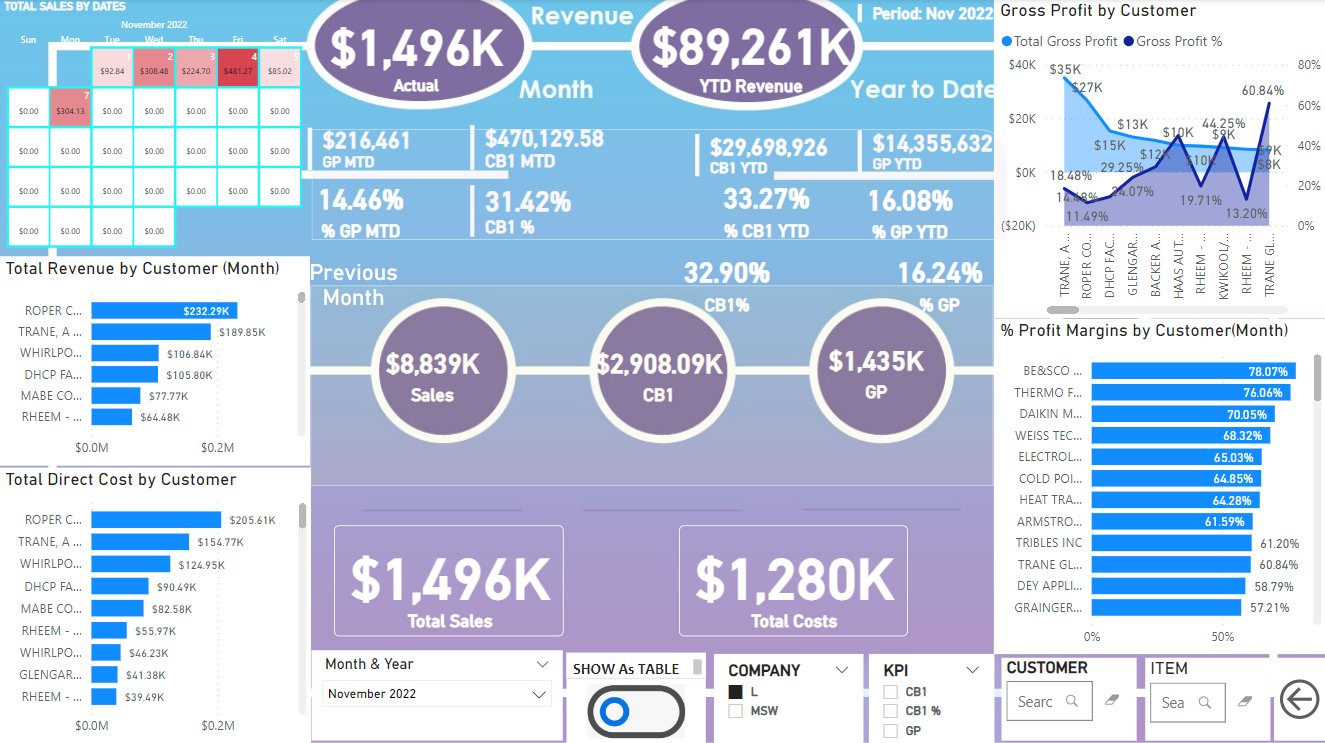 TOTAL SALES BY DATES
November 2022
Sun Mon Tue Wed Thu Fri Sat
1 2 3 4 5
$92.84 $308.48 $224.70 $481.27 $85.02
7
$0.00 $304.13 $0.00 $0.00 $0.00 $0.00 $0.00
$0.00 $0.00 $0.00 $0.00 $0.00 $0.00 $0.00
$0.00 $0.00 $0.00 $0.00 $0.00 $0.00 $0.00
$0.00 $0.00 $0.00 $0.00
Total Revenue by Customer (Month)
ROPER C... $232.29K
TRANE, A ... $189.85K
WHIRLPO... $106.84K
DHCP FA... $105.80K
MABE CO... $77.77K
RHEEM - ... $64.48K
$0.0M $0.2M
Total Direct Cost by Customer
ROPER C... $205.61K
TRANE, A ... $154.77K
WHIRLPO... $124.95K
DHCP FA... $90.49K
MABE CO... $82.58K
RHEEM - ... $55.97K
WHIRLPO... $46.23K
GLENGAR... $41.38K
RHEEM - ... $39.49K
$0.0M $0.2M
Revenue
Period: Nov 2022
$1,496K
Actual
Month
$89,261K
YTD Revenue
Year to Date
$216,461
GP MTD
$470,129.58
CB1 MTD
$29,698,926
CB1 YTD
$14,355,632
GP YTD
14.46%
% GP MTD
31.42%
CB1 %
33.27%
% CB1 YTD
16.08%
% GP YTD
Previous
Month
32.90%
CB1%
16.24%
% GP
$8,839K
Sales
$2,908.09K
CB1
$1,435K
GP
$1,496K
Total Sales
$1,280K
Total Costs
Month & Year
November 2022
SHOW As TABLE
COMPANY
L
MSW
KPI
CB1
CB1 %
GP
Gross Profit by Customer
Total Gross Profit Gross Profit %
$40K
$20K
$0K
($20K)
80%
60%
40%
20%
0%
$35K
$27K
$15K
$13K
$12K
$10K
$10K
$9K
$9K
$8K
18.48%
14.48%
11.49%
24.07%
29.25%
19.71%
44.25%
13.20%
60.84%
TRANE, A ...
ROPER CO...
DHCP FAC...
GLENGAR...
BACKER A...
HAAS AUT...
RHEEM - ...
KWIKOOL/...
RHEEM - ...
TRANE GL...
% Profit Margins by Customer(Month)
BE&SCO ... 78.07%
THERMO F... 76.06%
DAIKIN M... 70.05%
WEISS TEC... 68.32%
ELECTROL... 65.03%
COLD POI... 64.85%
HEAT TRA... 64.28%
ARMSTRO... 61.59%
TRIBLES INC 61.20%
TRANE GL... 60.84%
DEY APPLI... 58.79%
GRAINGER... 57.21%
0% 50%
CUSTOMER
Searc
ITEM
Sea